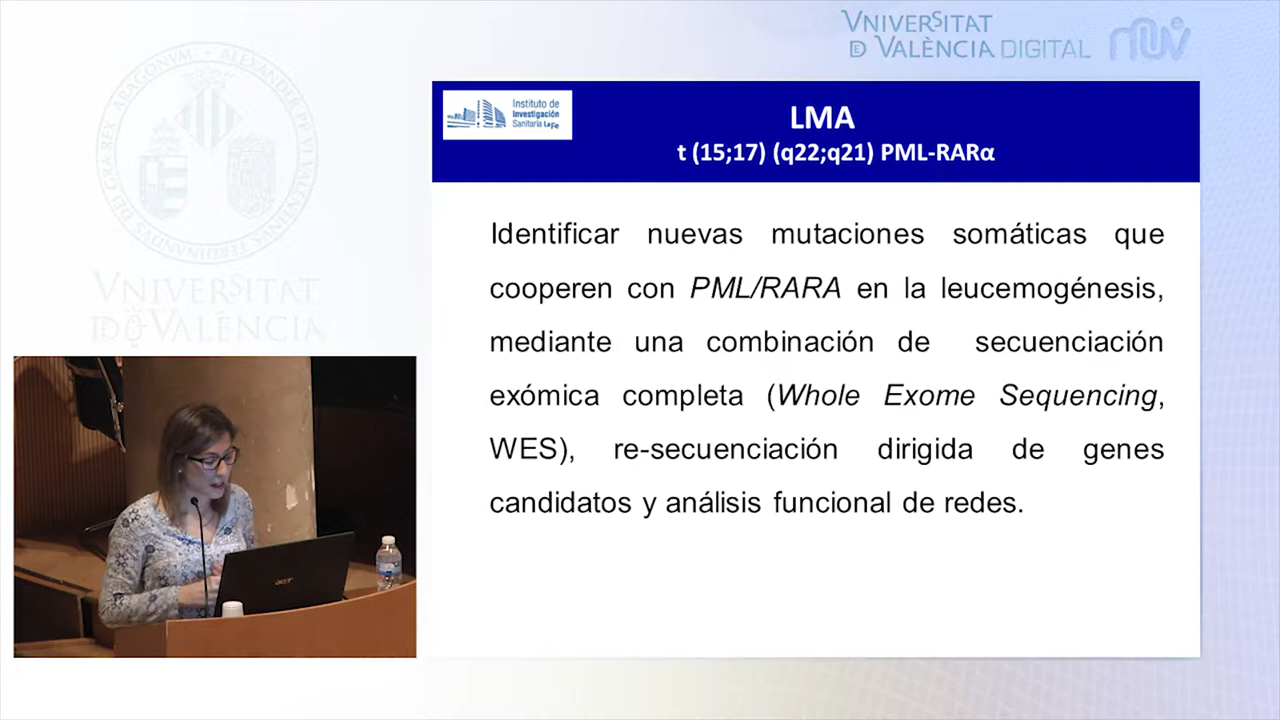 VNIVERSITAT
DE VALÈNCIA DIGITAL
Instituto de
Investigación
Sanitaria La Fe
LMA
t (15;17) (q22;q21) PML-RARα
Identificar nuevas mutaciones somáticas que
cooperen con PML/RARA en la leucemogénesis,
mediante una combinación de secuenciación
exómica completa (Whole Exome Sequencing,
WES), re-secuenciación dirigida de genes
candidatos y análisis funcional de redes.
VNIVERSITAT
DE VALÈNCIA
acer